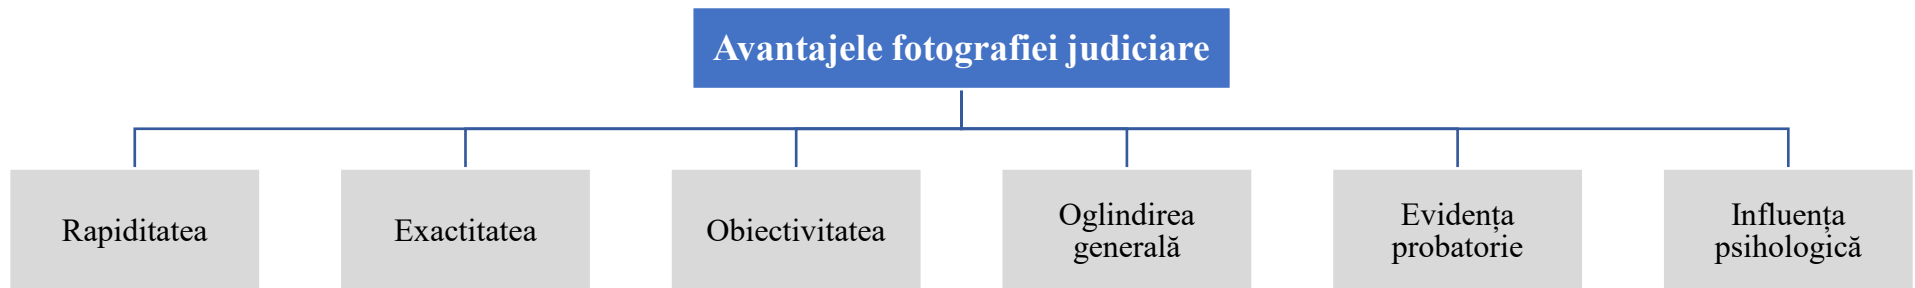 Avantajele fotografiei judiciare
Rapiditatea
Exactitatea
Obiectivitatea
Oglindirea
generală
Evidența
probatorie
Influența
psihologică